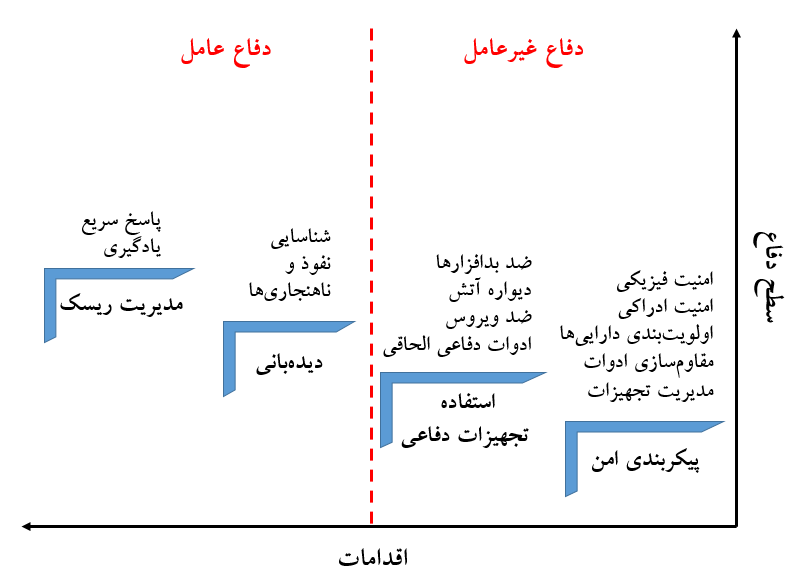 دفاع غیرعامل
دفاع عامل
سطح دفاع
امنیت فیزیکی
امنیت ادراکی
اولویت‌بندی دارایی‌ها
مقاوم‌سازی ادوات
مدیریت تجهیزات
پیکربندی امن
ضد بدافزارها
دیواره آتش
ضد ویروس
ادوات دفاعی الحاقی
استفاده
تجهیزات دفاعی
شناسایی
نفوذ و
ناهنجاری‌ها
دیده‌بانی
پاسخ سریع
یادگیری
مدیریت ریسک
اقدامات